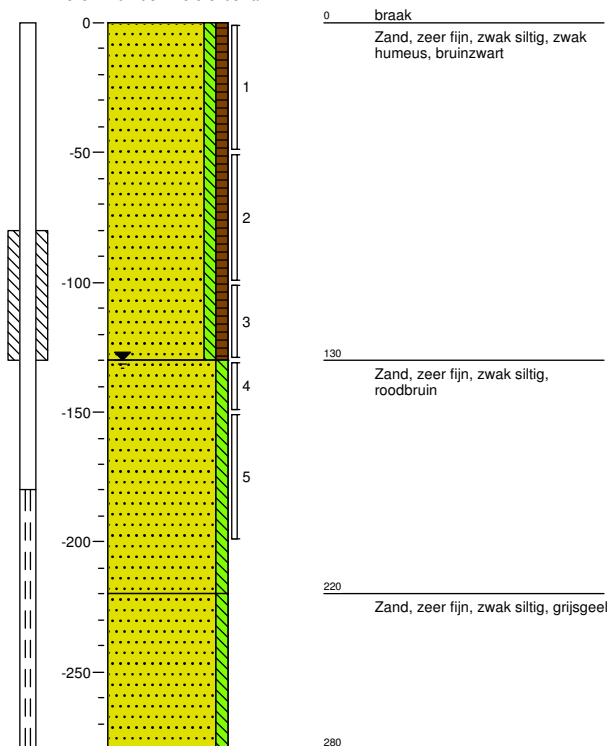 0
-50
-100
-150
-200
-250
1
2
3
4
5
0 braak
Zand, zeer fijn, zwak siltig, zwak
humeus, bruinzwart
130
Zand, zeer fijn, zwak siltig,
roodbruin
220
Zand, zeer fijn, zwak siltig, grijsgeel
280